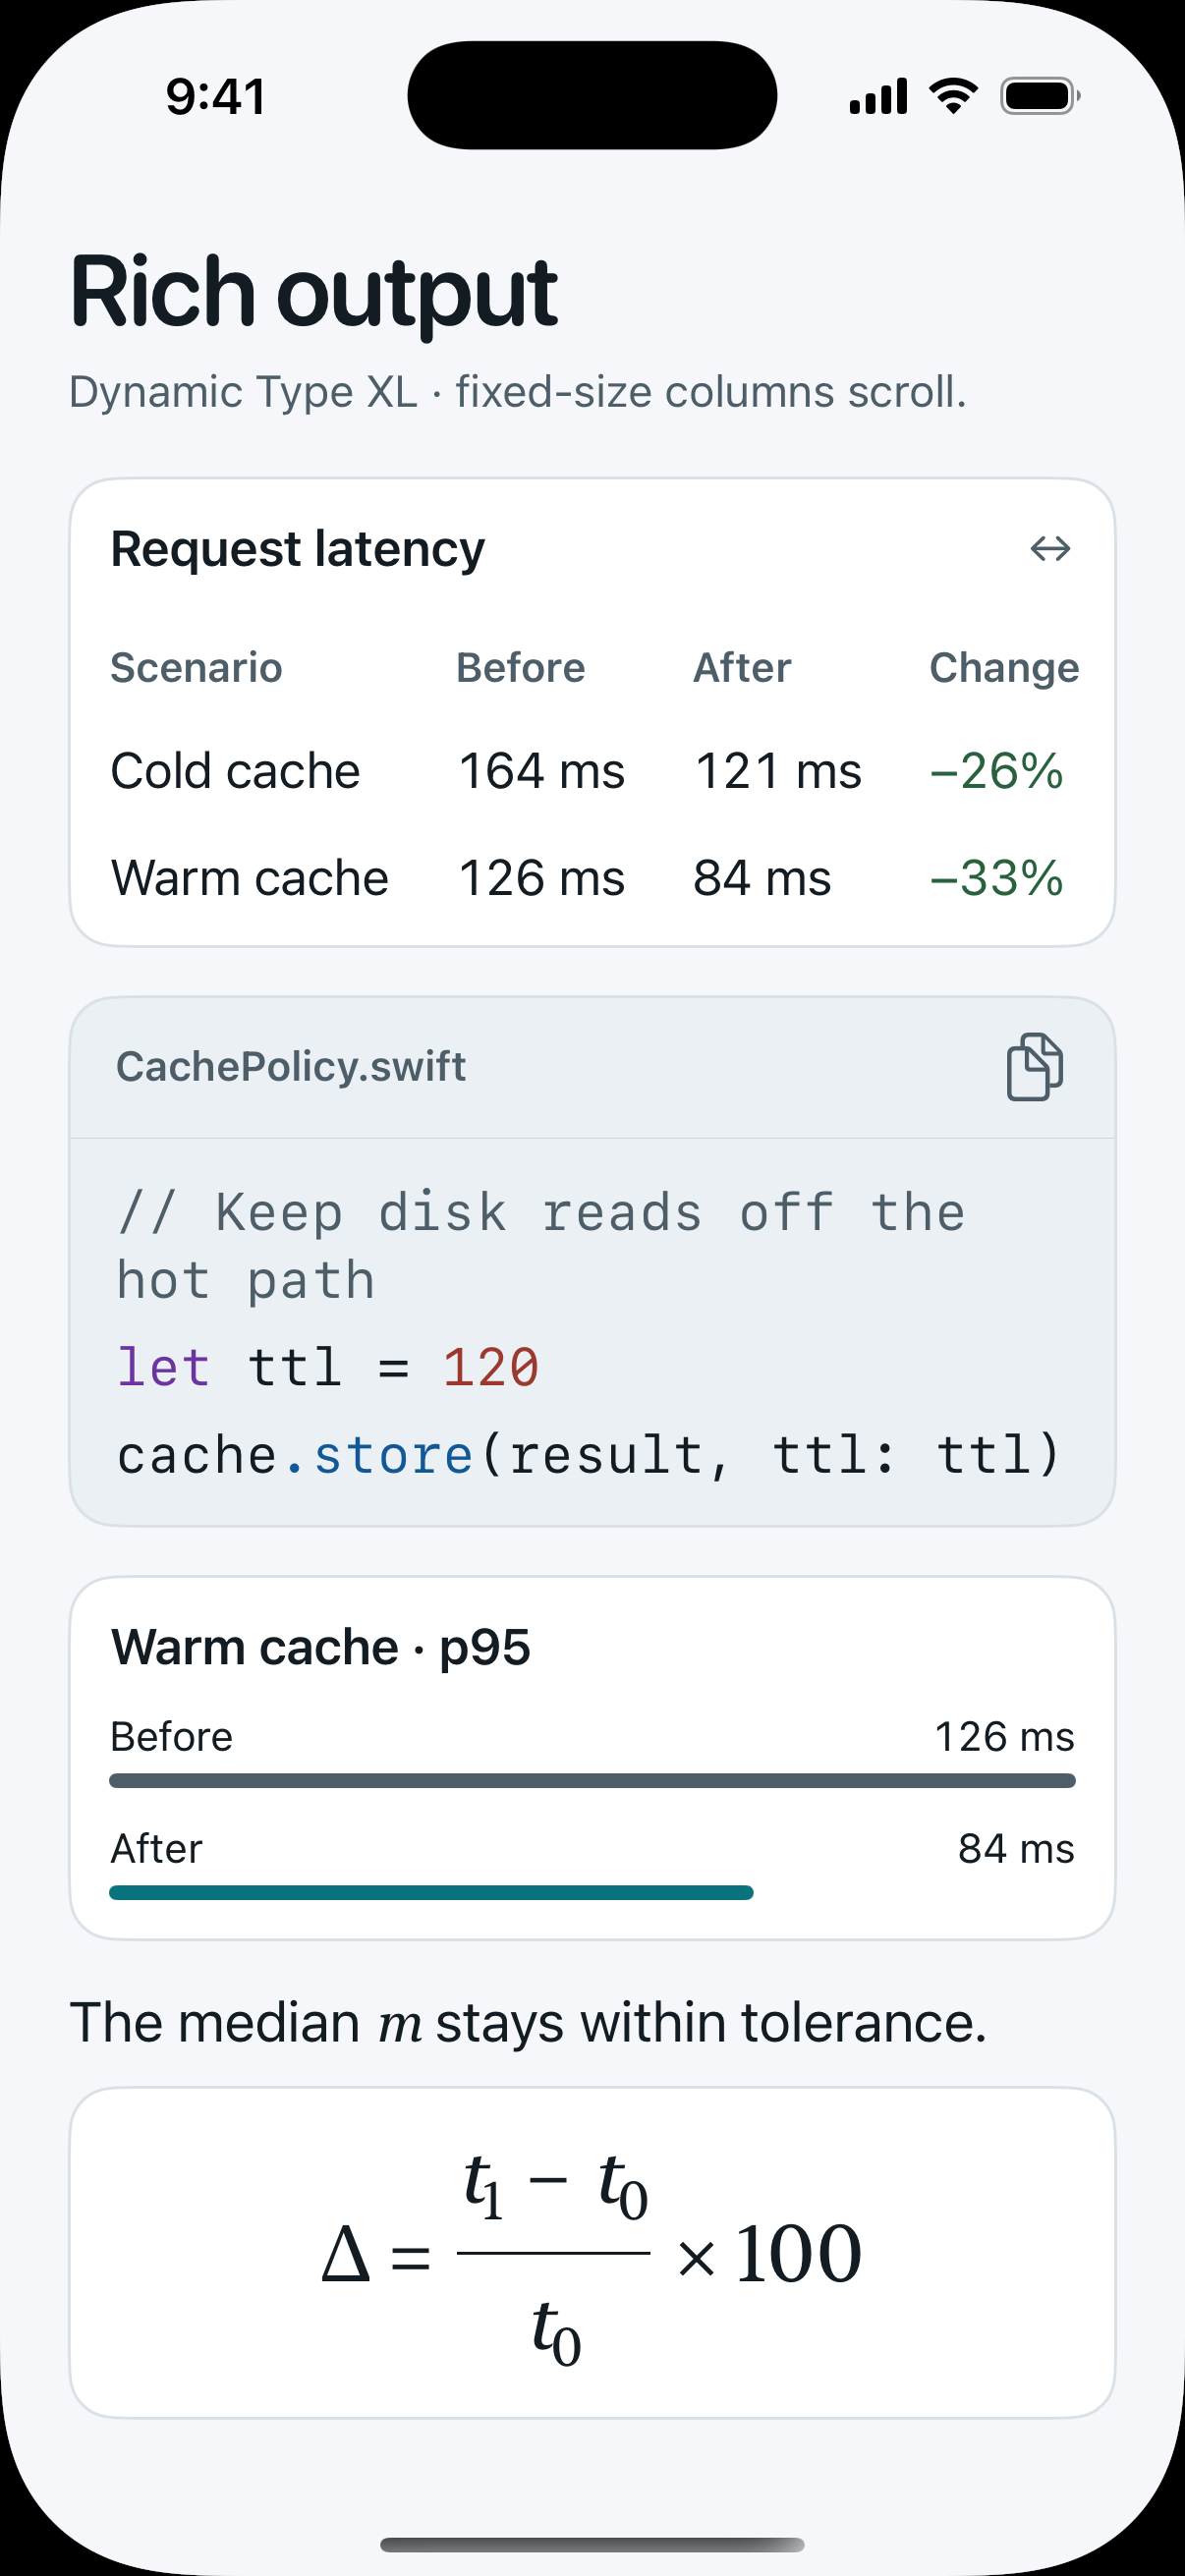 9:41
Rich output
Dynamic Type XL · fixed-size columns scroll.
Request latency
Scenario Before After Change
Cold cache 164 ms 121 ms −26%
Warm cache 126 ms 84 ms −33%
CachePolicy.swift
// Keep disk reads off the
hot path
let ttl = 120
cache.store(result, ttl: ttl)
Warm cache · p95
Before 126 ms
After 84 ms
The median m stays within tolerance.
t₁ − t₀
Δ = × 100
t₀